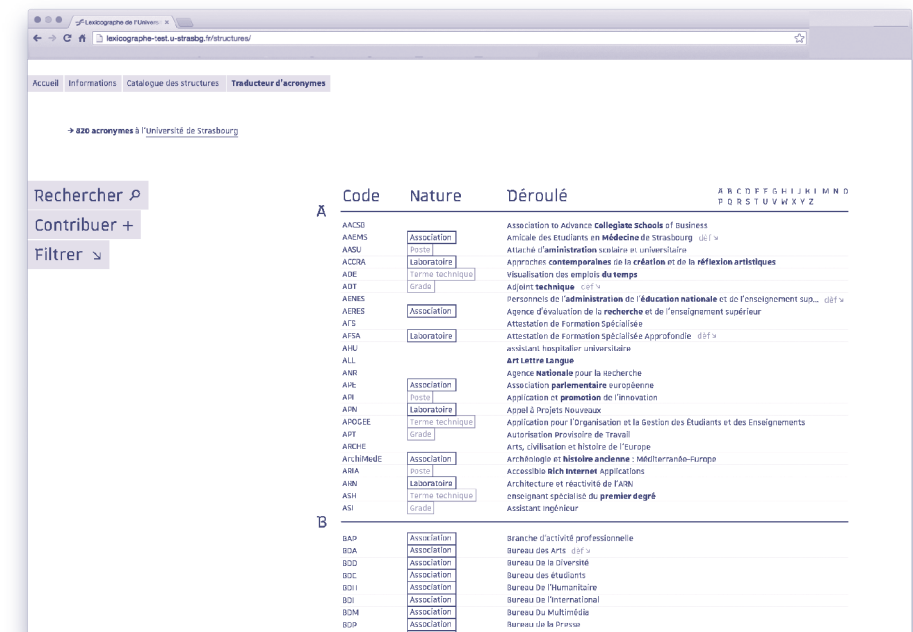 Lexicographe de l'Univers
lexicographe-test.u-strasbg.fr/structures/
Accueil Informations Catalogue des structures Traducteur d'acronymes
→ 820 acronymes à l'Université de Strasbourg
Rechercher
Contribuer +
Filtrer ↘
Code Nature Déroulé A B C D E F G H I J K L M N O
P Q R S T U V W X Y Z
A
AACSB Association to Advance Collegiate Schools of Business
AAEMS Association Amicale des Etudiants en Médecine de Strasbourg déf ↘
AASU Poste Attaché d'aministration scolaire et universitaire
ACCRA Laboratoire Approches contemporaines de la création et de la réflexion artistiques
ADE Terme technique Visualisation des emplois du temps
ADT Grade Adjoint technique déf ↘
AENES Personnels de l'administration de l'éducation nationale et de l'enseignement sup... déf ↘
AERES Association Agence d'évaluation de la recherche et de l'enseignement supérieur
AFS Attestation de Formation Spécialisée
AFSA Laboratoire Attestation de Formation Spécialisée Approfondie déf ↘
AHU assistant hospitalier universitaire
ALL Art Lettre Langue
ANR Agence Nationale pour la Recherche
APE Association Association parlementaire européenne
API Poste Application et promotion de l'innovation
APN Laboratoire Appel à Projets Nouveaux
APOGEE Terme technique Application pour l'Organisation et la Gestion des Étudiants et des Enseignements
APT Grade Autorisation Provisoire de Travail
ARCHE Arts, civilisation et histoire de l'Europe
ArchiMedE Association Archéologie et histoire ancienne : Méditerranée-Europe
ARIA Poste Accessible Rich Internet Applications
ARN Laboratoire Architecture et réactivité de l'ARN
ASH Terme technique enseignant spécialisé du premier degré
ASI Grade Assistant Ingénieur
B
BAP Association Branche d'activité professionnelle
BDA Association Bureau des Arts déf ↘
BDD Association Bureau De la Diversité
BDE Association Bureau des étudiants
BDH Association Bureau De l'Humanitaire
BDI Association Bureau De l'International
BDM Association Bureau Du Multimédia
BDP Association Bureau de la Presse